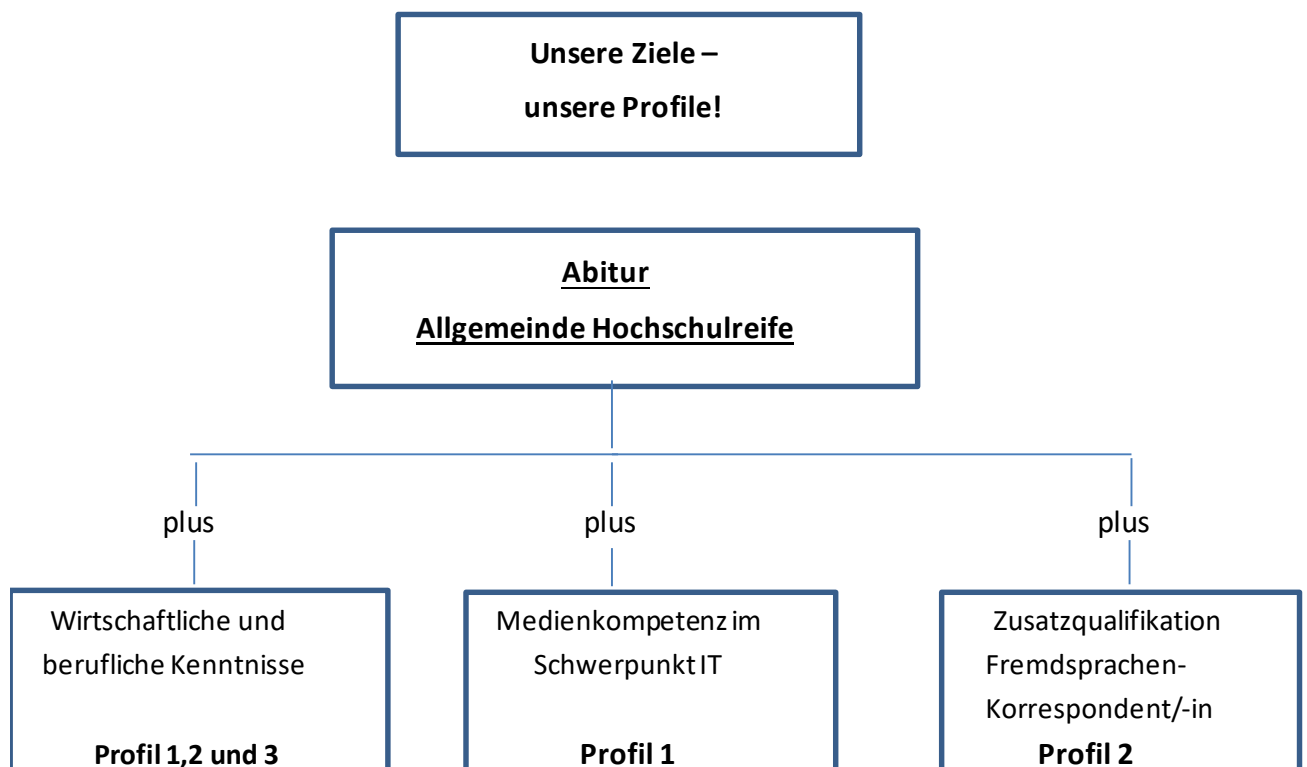 Unsere Ziele –
unsere Profile!
Abitur
Allgemeinde Hochschulreife
plus
plus
plus
Wirtschaftliche und
berufliche Kenntnisse
Profil 1,2 und 3
Medienkompetenz im
Schwerpunkt IT
Profil 1
Zusatzqualifikation
Fremdsprachen-
Korrespondent/-in
Profil 2